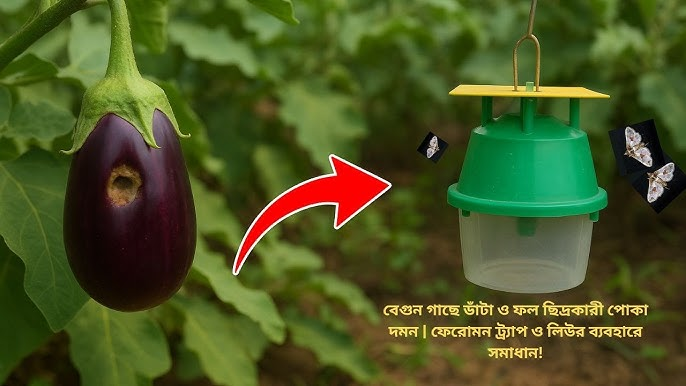 বেগুন গাছে ডাঁটা ও ফল ছিদ্রকারী পোকা
দমন | ফেরোমন ট্র্যাপ ও লিউর ব্যবহারে
সমাধান!